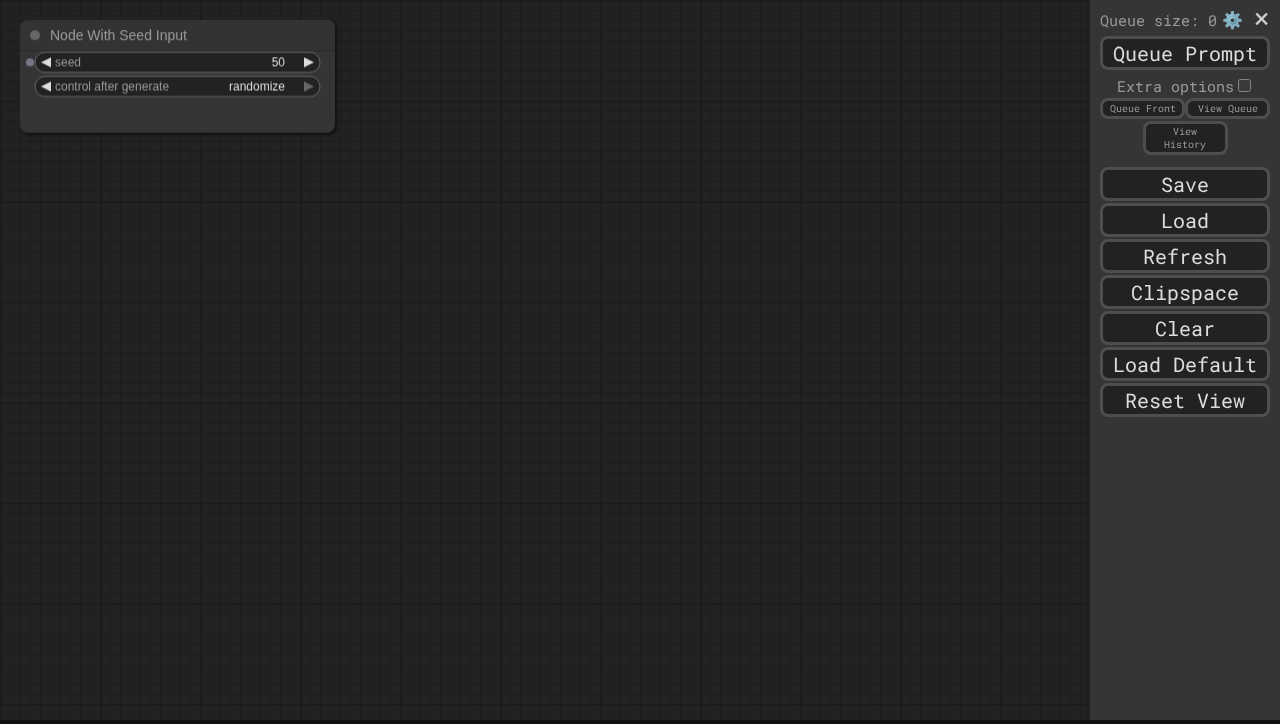 Node With Seed Input
seed 50
control after generate randomize
Queue size: 0
Queue Prompt
Extra options
Queue Front View Queue
View
History
Save
Load
Refresh
Clipspace
Clear
Load Default
Reset View